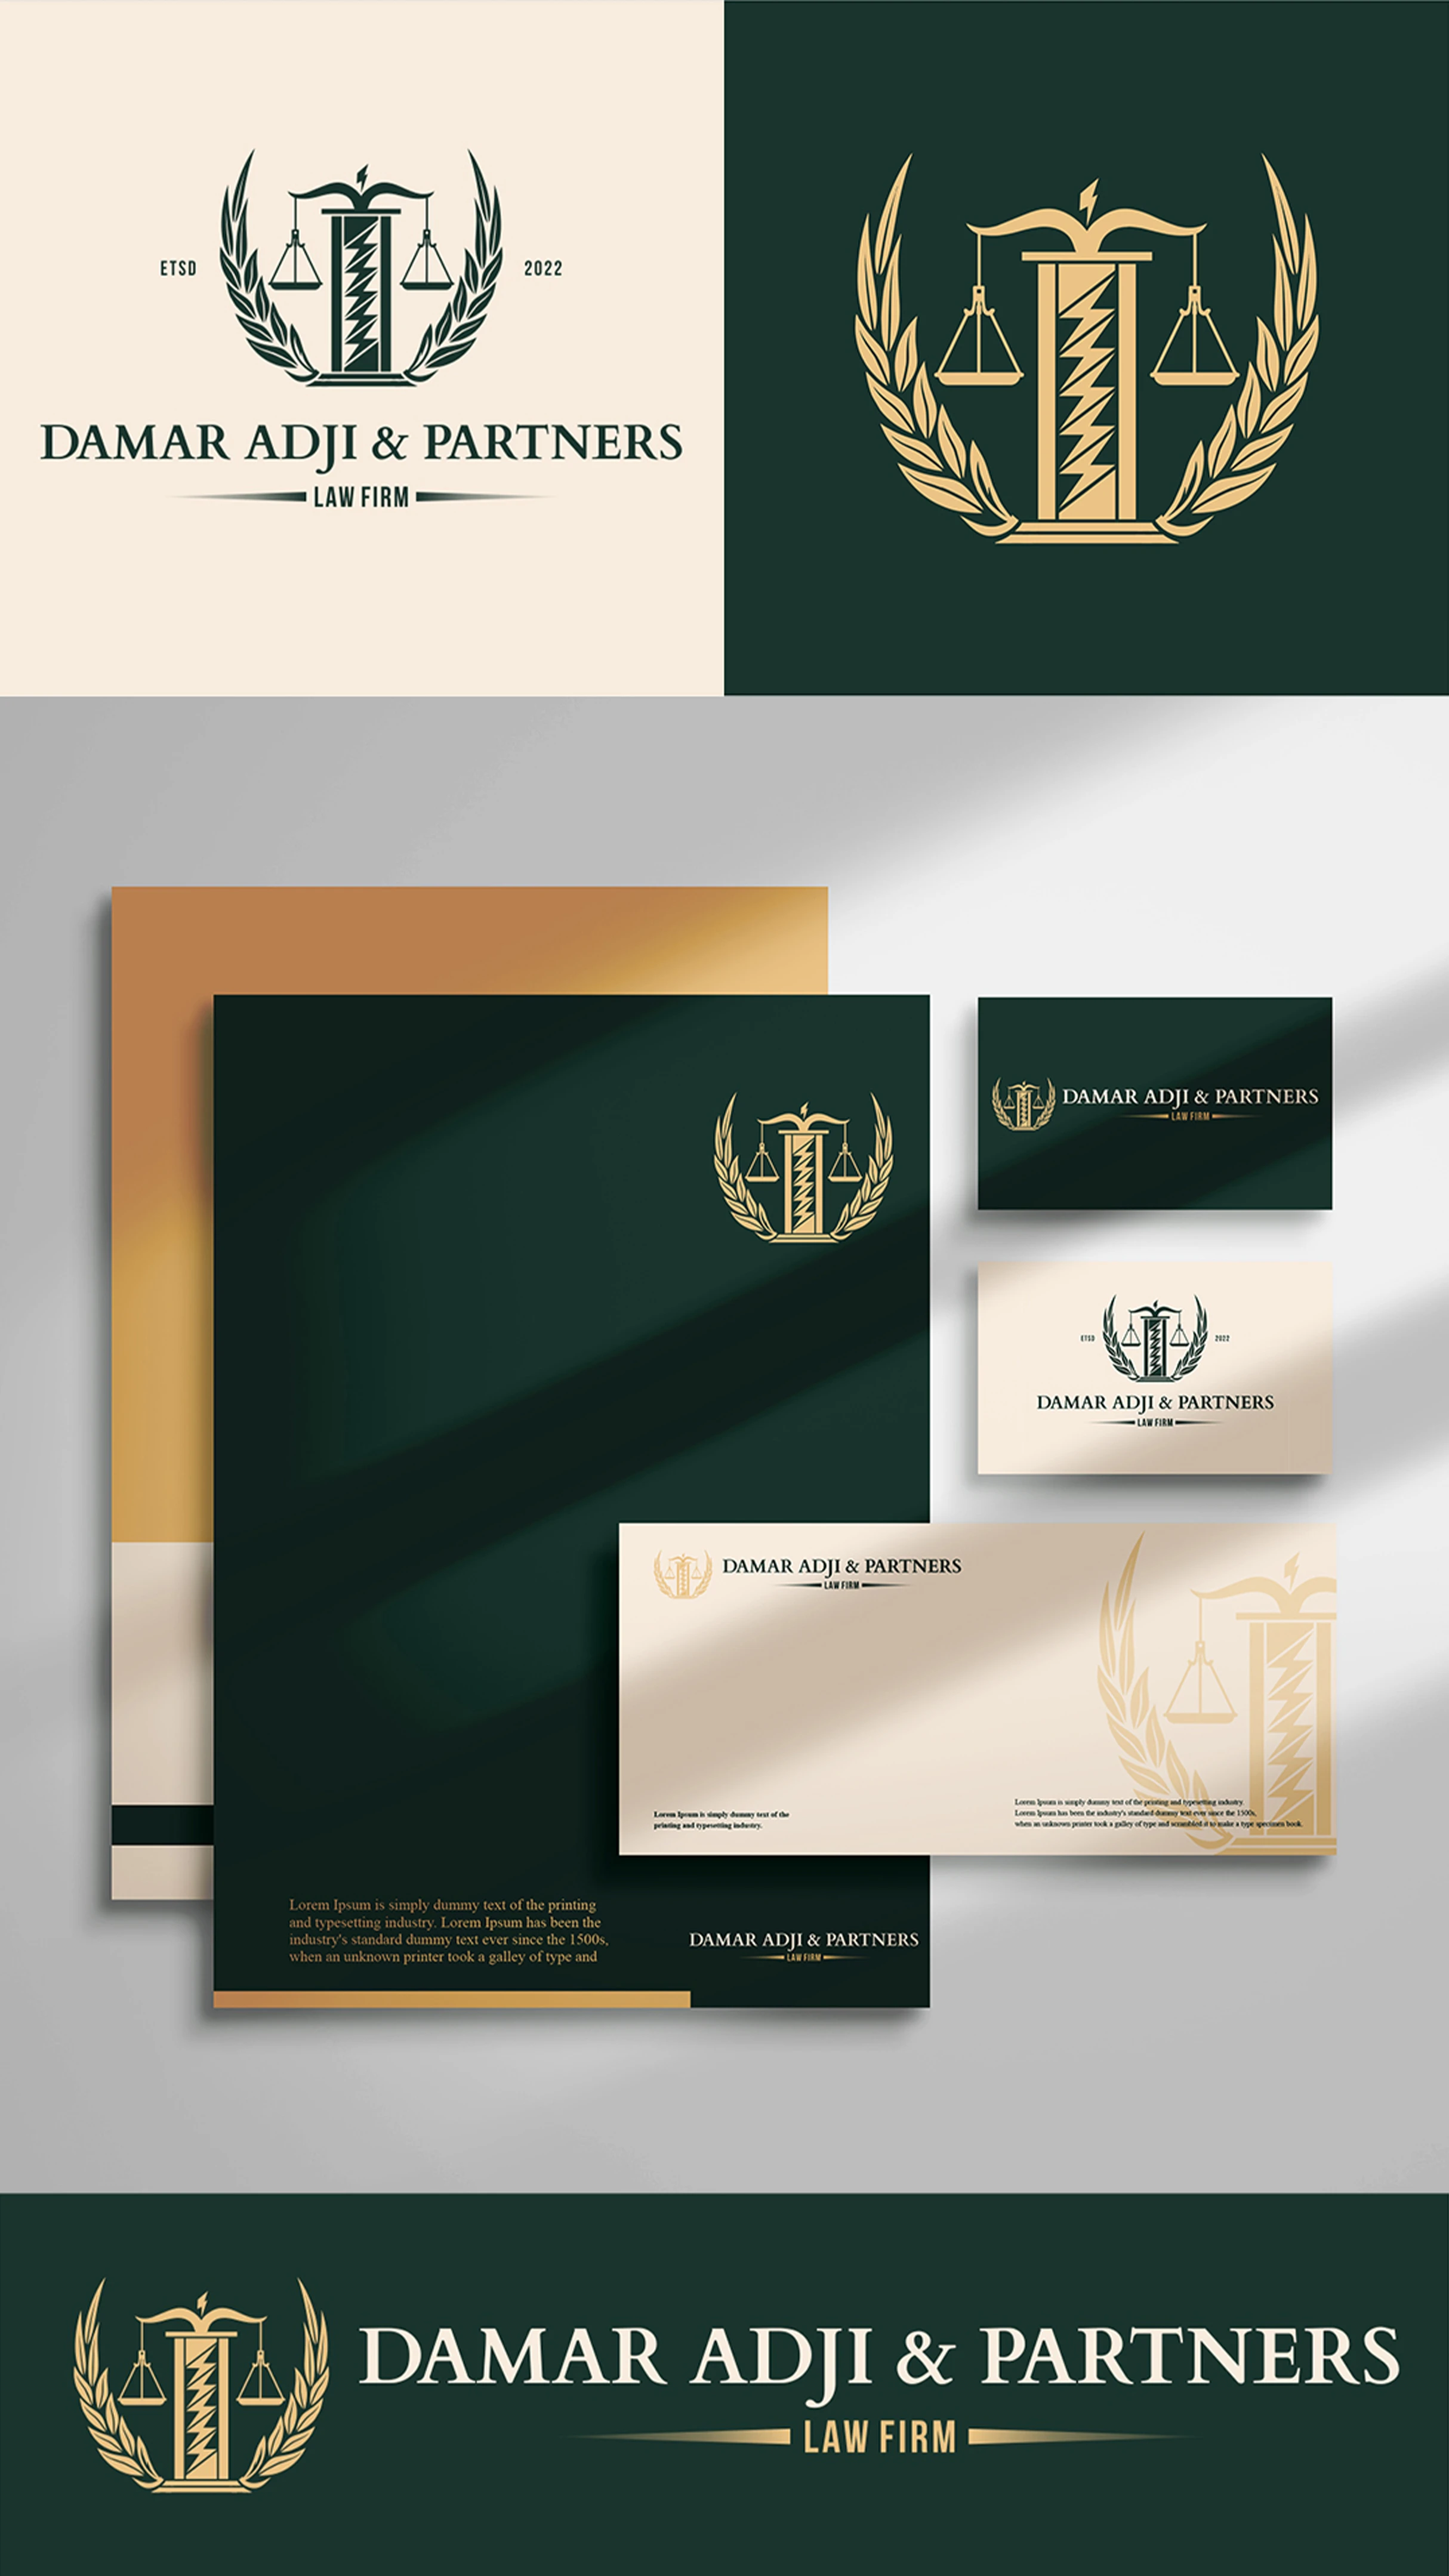 ETSD
2022
DAMAR ADJI & PARTNERS
LAW FIRM
DAMAR ADJI & PARTNERS
LAW FIRM
ETSD
2022
DAMAR ADJI & PARTNERS
LAW FIRM
DAMAR ADJI & PARTNERS
LAW FIRM
Lorem Ipsum is simply dummy text of the
printing and typesetting industry.
Lorem Ipsum is simply dummy text of the printing and typesetting industry.
Lorem Ipsum has been the industry's standard dummy text ever since the 1500s,
when an unknown printer took a galley of type and scrambled it to make a type specimen book.
Lorem Ipsum is simply dummy text of the printing
and typesetting industry. Lorem Ipsum has been the
industry's standard dummy text ever since the 1500s,
when an unknown printer took a galley of type and
DAMAR ADJI & PARTNERS
LAW FIRM
DAMAR ADJI & PARTNERS
LAW FIRM